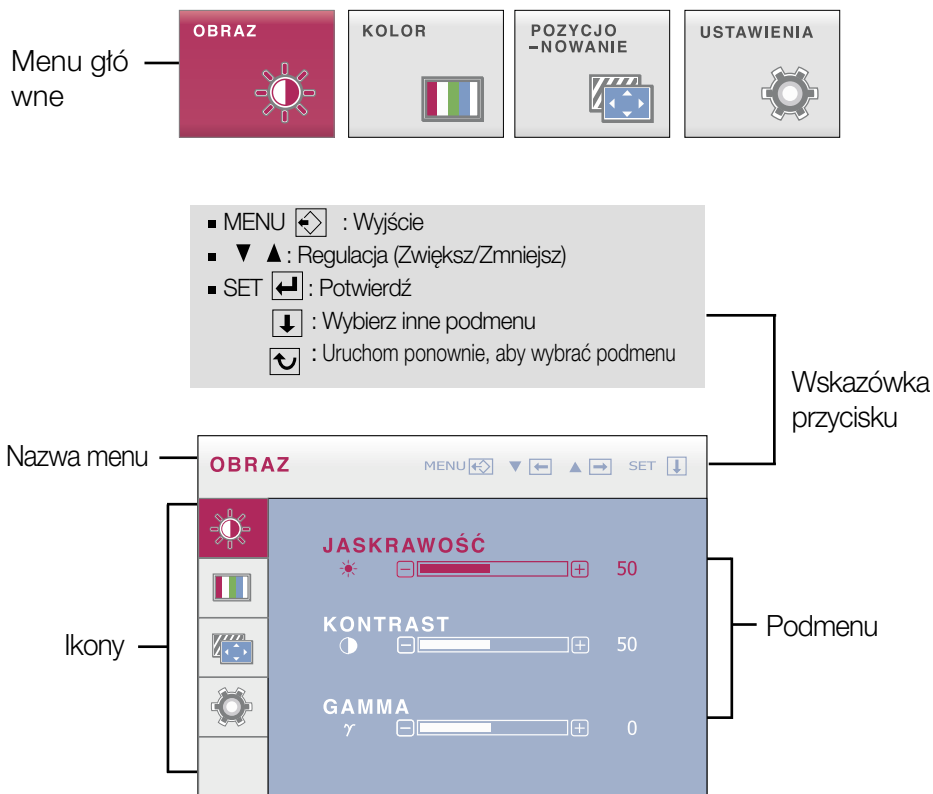 OBRAZ
KOLOR
POZYCJO
-NOWANIE
USTAWIENIA
Menu głó
wne
▪ MENU : Wyjście
▪ ▼ ▲ : Regulacja (Zwiększ/Zmniejsz)
▪ SET : Potwierdź
: Wybierz inne podmenu
: Uruchom ponownie, aby wybrać podmenu
Wskazówka
przycisku
Nazwa menu
OBRAZ
MENU ▼ ▲ SET
JASKRAWOŚĆ
50
KONTRAST
50
GAMMA
γ 0
Ikony
Podmenu